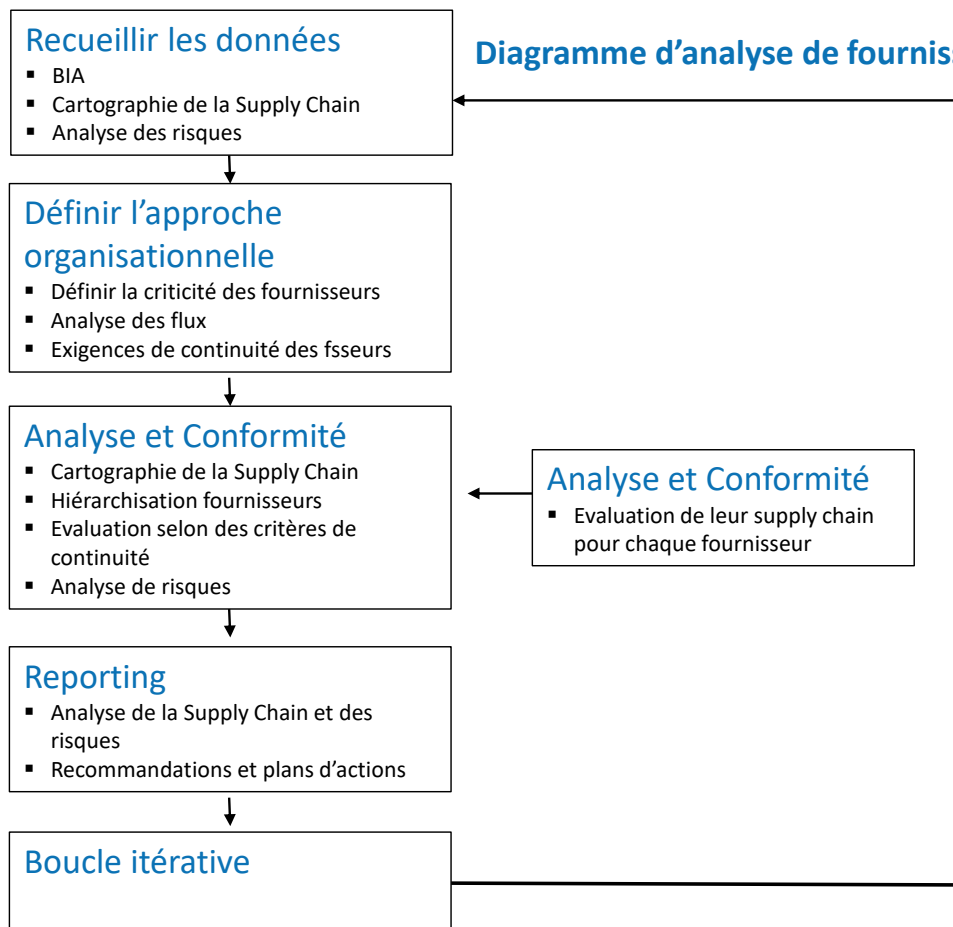 Recueillir les données
▪ BIA
▪ Cartographie de la Supply Chain
▪ Analyse des risques
Diagramme d’analyse de fournis
Définir l’approche
organisationnelle
▪ Définir la criticité des fournisseurs
▪ Analyse des flux
▪ Exigences de continuité des fsseurs
Analyse et Conformité
▪ Cartographie de la Supply Chain
▪ Hiérarchisation fournisseurs
▪ Evaluation selon des critères de
continuité
▪ Analyse de risques
Analyse et Conformité
▪ Evaluation de leur supply chain
pour chaque fournisseur
Reporting
▪ Analyse de la Supply Chain et des
risques
▪ Recommandations et plans d’actions
Boucle itérative